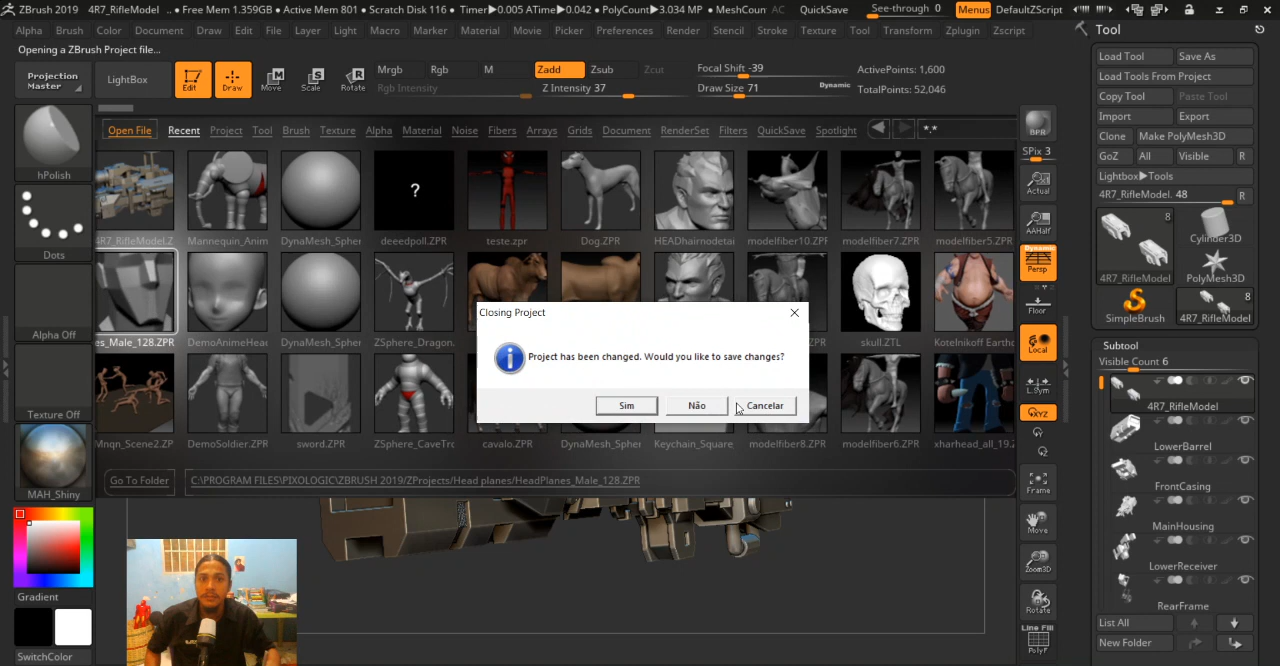 ZBrush 2019 4R7_RifleModel .. • Free Mem 1.359GB • Active Mem 801 • Scratch Disk 116 • Timer▶0.005 ATime▶0.042 • PolyCount▶3.034 MP • MeshCount AC QuickSave See-through 0 Menus DefaultZScript
Alpha Brush Color Document Draw Edit File Layer Light Macro Marker Material Movie Picker Preferences Render Stencil Stroke Texture Tool Transform Zplugin Zscript
Opening a ZBrush Project file...
Projection Master
LightBox
Edit
Draw
Move
Scale
Rotate
Mrgb Rgb M
Rgb Intensity
Zadd Zsub Zcut
Z Intensity 37
Focal Shift -39
Draw Size 71
Dynamic
ActivePoints: 1,600
TotalPoints: 52,046
Open File Recent Project Tool Brush Texture Alpha Material Noise Fibers Arrays Grids Document RenderSet Filters QuickSave Spotlight *.*
4R7_RifleModel.Z Mannequin_Anim DynaMesh_Spher deeedpoll.ZPR teste.zpr Dog.ZPR HEADhairnodetai modelfiber10.ZPR modelfiber7.ZPR modelfiber5.ZPR
?
es_Male_128.ZPR DemoAnimeHead DynaMesh_Spher ZSphere_Dragon. skull.ZTL Kotelnikoff Earthc
Mnqn_Scene2.ZP DemoSoldier.ZPR sword.ZPR ZSphere_CaveTro cavalo.ZPR DynaMesh_Spher Keychain_Square modelfiber8.ZPR modelfiber6.ZPR xharhead_all_19.Z
Closing Project
Project has been changed. Would you like to save changes?
Sim Não Cancelar
Go To Folder C:\PROGRAM FILES\PIXOLOGIC\ZBRUSH 2019/ZProjects/Head planes/HeadPlanes_Male_128.ZPR
hPolish
Dots
Alpha Off
Texture Off
MAH_Shiny
Gradient
SwitchColor
BPR
SPix 3
Actual
AAHalf
Dynamic
Persp
Floor
Local
L.Sym
XYZ
Frame
Move
Zoom3D
Rotate
Line Fill
PolyF
Tool
Load Tool Save As
Load Tools From Project
Copy Tool Paste Tool
Import Export
Clone Make PolyMesh3D
GoZ All Visible R
Lightbox▶Tools
4R7_RifleModel. 48 R
8
4R7_RifleModel
Cylinder3D
PolyMesh3D
SimpleBrush
8
4R7_RifleModel
Subtool
Visible Count 6
4R7_RifleModel
LowerBarrel
FrontCasing
MainHousing
LowerReceiver
RearFrame
List All
New Folder